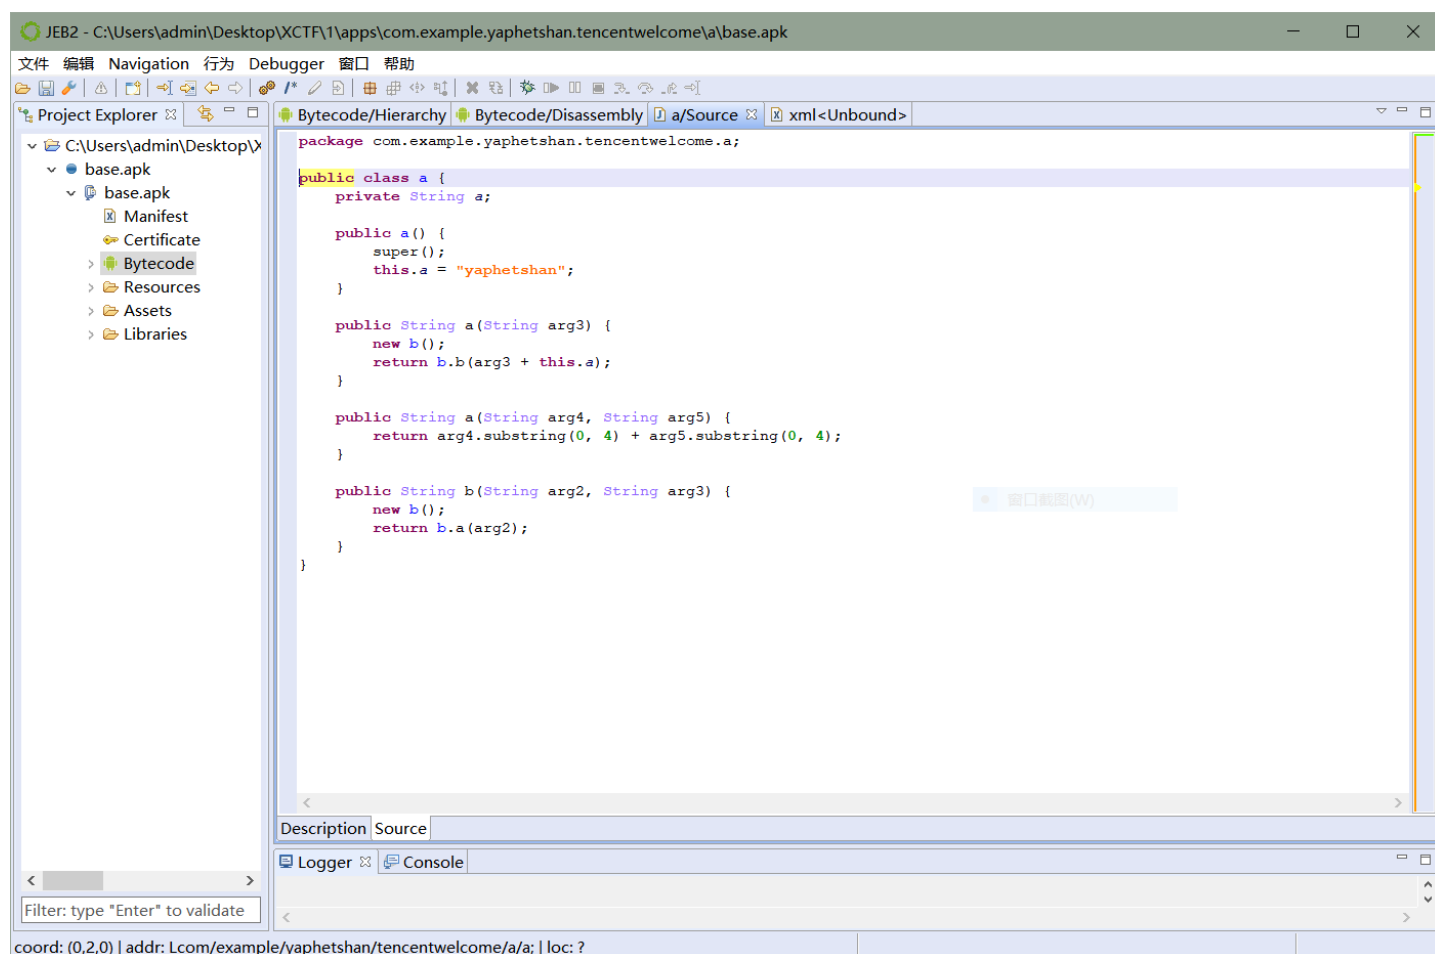 JEB2 - C:\Users\admin\Desktop\XCTF\1\apps\com.example.yaphetshan.tencentwelcome\a\base.apk
文件 编辑 Navigation 行为 Debugger 窗口 帮助
Project Explorer
Bytecode/Hierarchy Bytecode/Disassembly a/Source xml<Unbound>
C:\Users\admin\Desktop\X
base.apk
base.apk
Manifest
Certificate
Bytecode
Resources
Assets
Libraries
package com.example.yaphetshan.tencentwelcome.a;
public class a {
private String a;
public a() {
super();
this.a = "yaphetshan";
}
public String a(String arg3) {
new b();
return b.b(arg3 + this.a);
}
public String a(String arg4, String arg5) {
return arg4.substring(0, 4) + arg5.substring(0, 4);
}
public String b(String arg2, String arg3) {
new b();
return b.a(arg2);
}
}
窗口截图(W)
Description Source
Logger Console
Filter: type "Enter" to validate
coord: (0,2,0) | addr: Lcom/example/yaphetshan/tencentwelcome/a/a; | loc: ?